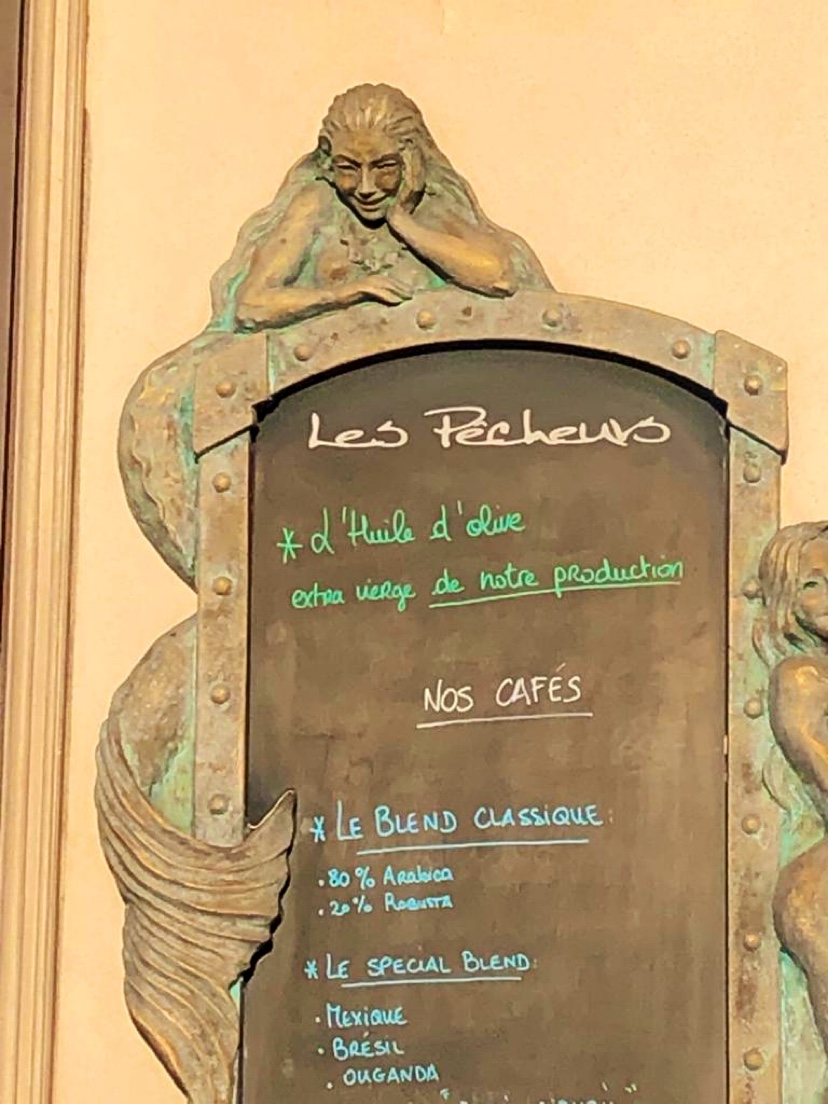 Les Pêcheurs
* L'Huile d'olive
extra vierge de notre production
NOS CAFÉS
* LE BLEND CLASSIQUE:
. 80 % Arabica
. 20% ROBUSTA
* LE SPECIAL BLEND:
. MEXIQUE
. BRÉSIL
. OUGANDA